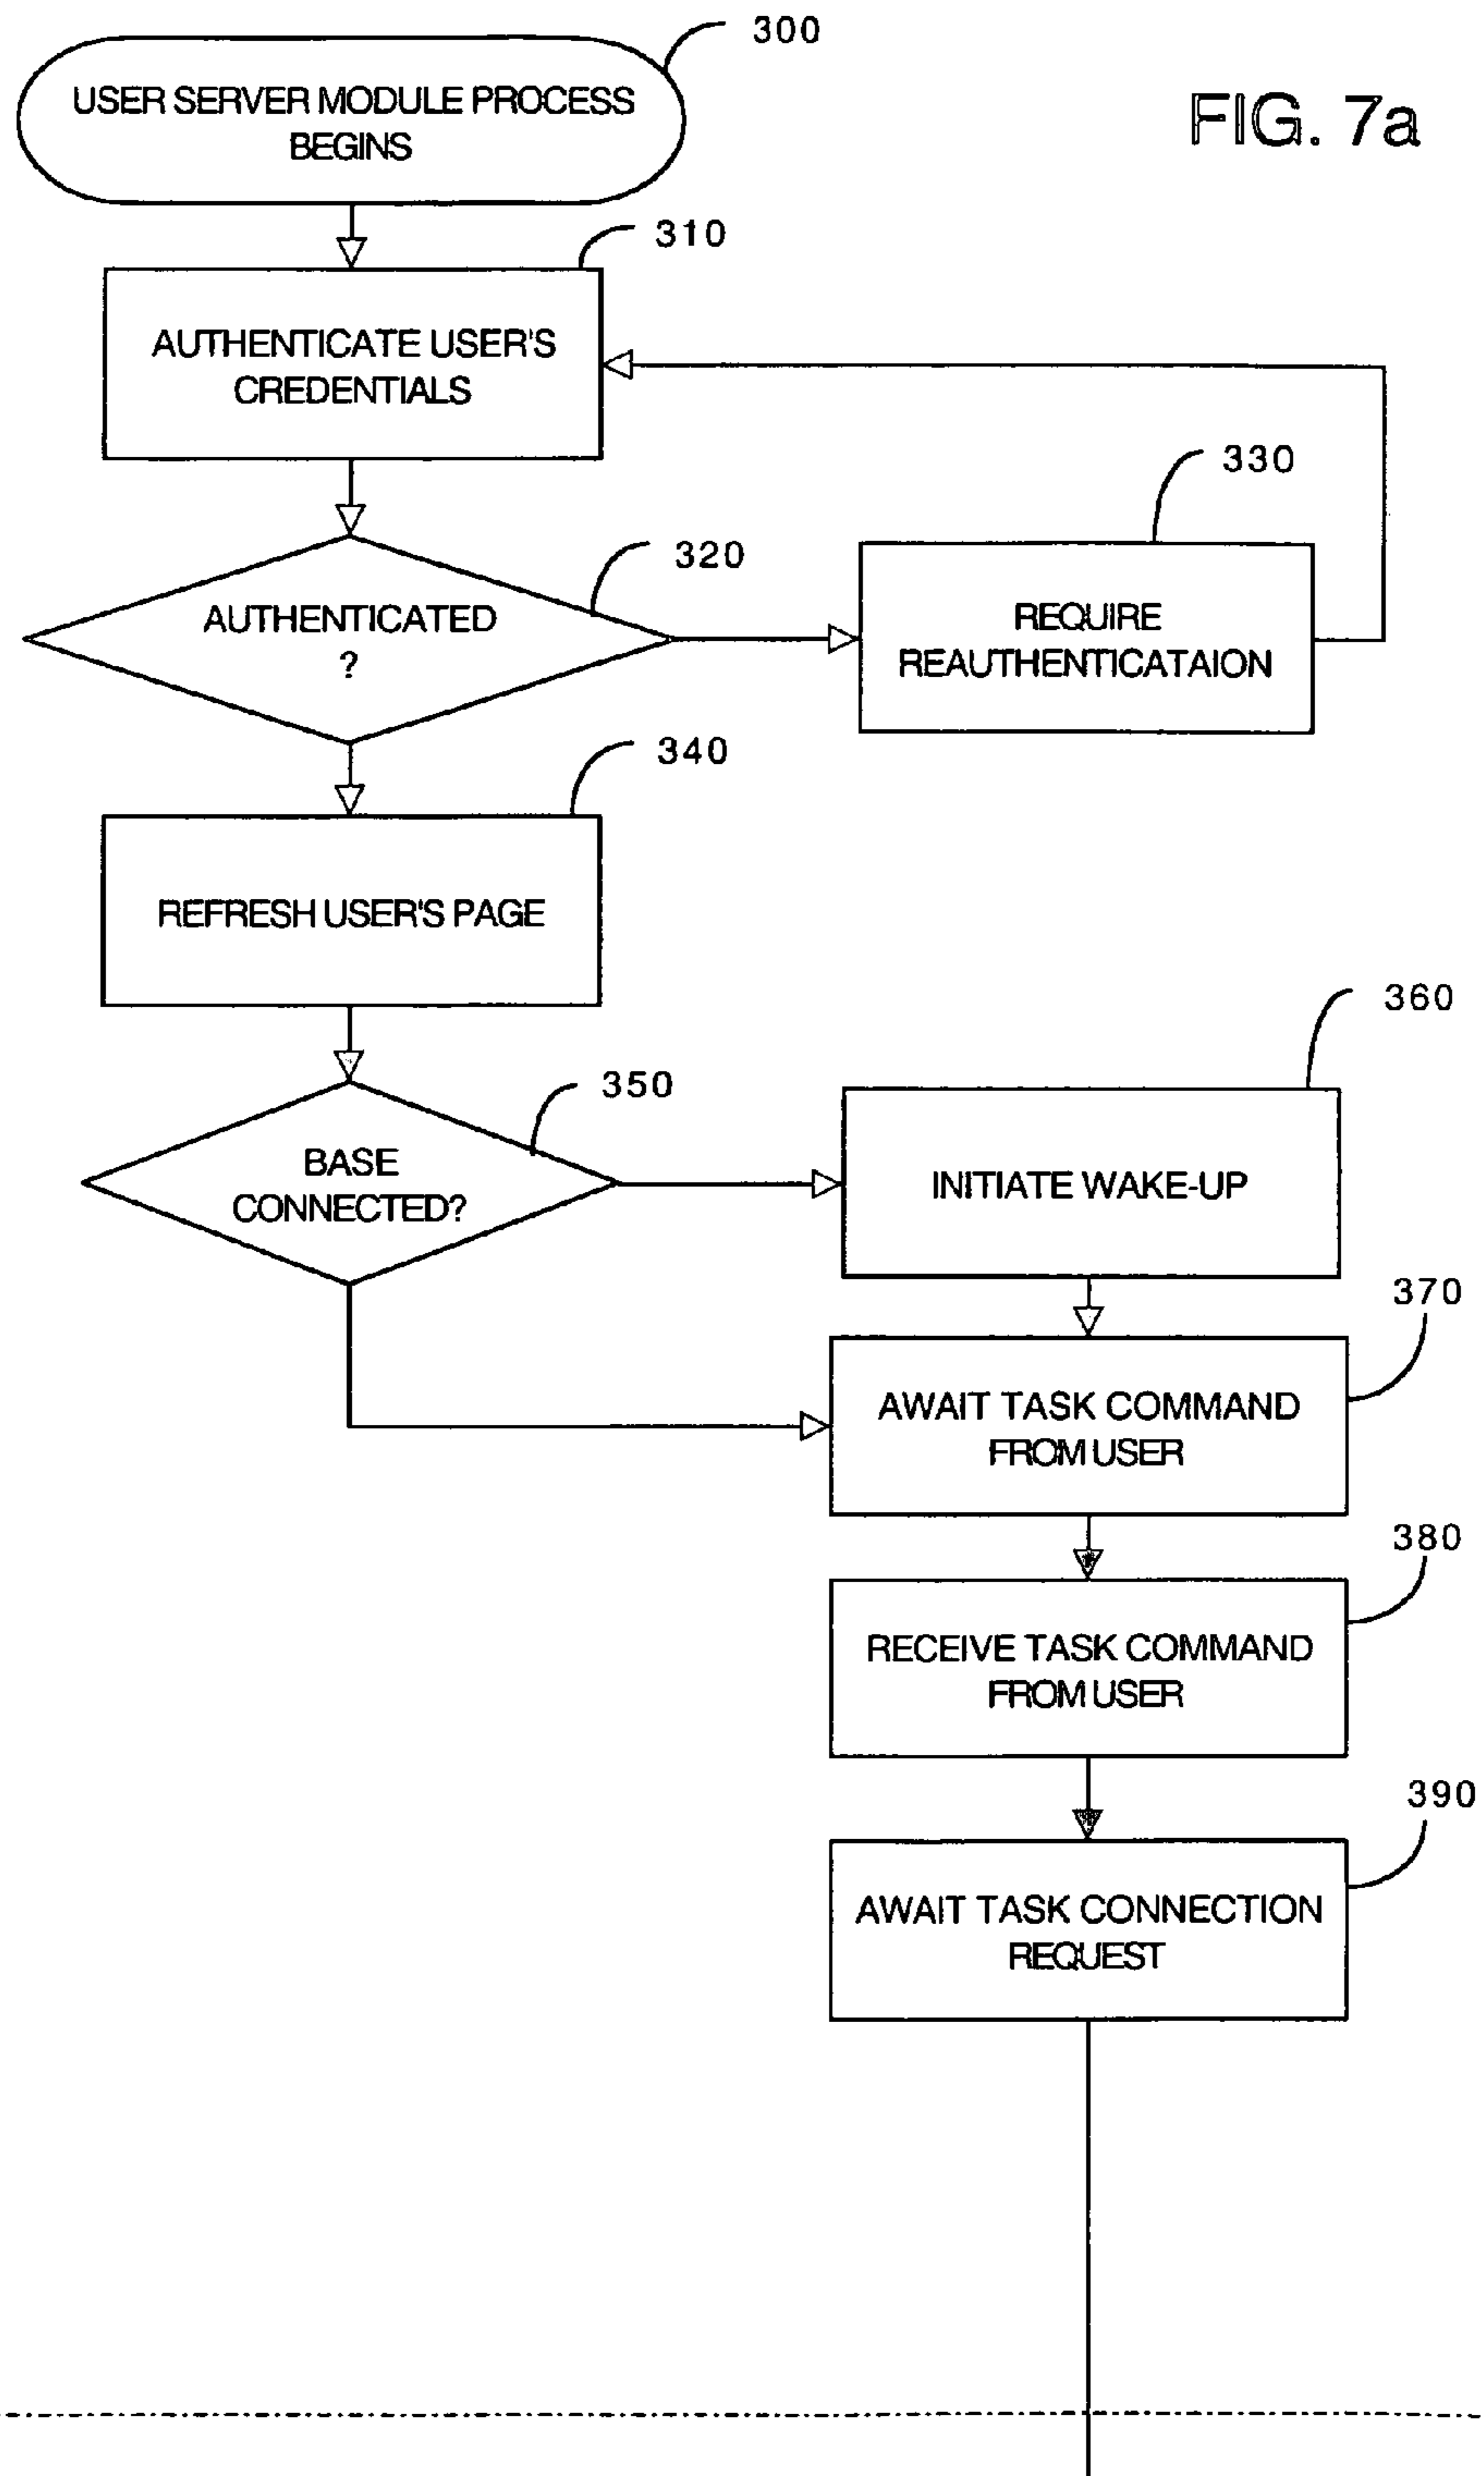 300
USER SERVER MODULE PROCESS
BEGINS
FIG. 7a
310
AUTHENTICATE USER'S
CREDENTIALS
330
320
AUTHENTICATED
?
REQUIRE
REAUTHENTICATAION
340
REFRESH USER'S PAGE
360
350
BASE
CONNECTED?
INITIATE WAKE-UP
370
AWAIT TASK COMMAND
FROM USER
380
RECEIVE TASK COMMAND
FROM USER
390
AWAIT TASK CONNECTION
REQUEST